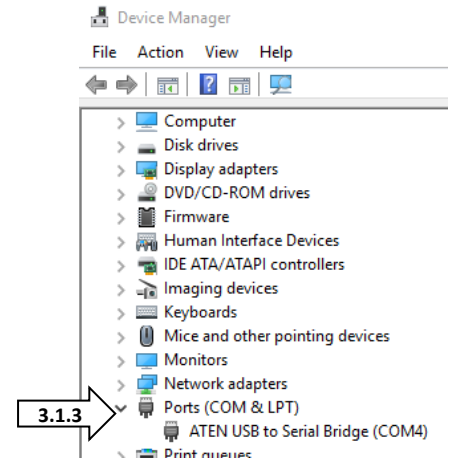 Device Manager
File Action View Help
Computer
Disk drives
Display adapters
DVD/CD-ROM drives
Firmware
Human Interface Devices
IDE ATA/ATAPI controllers
Imaging devices
Keyboards
Mice and other pointing devices
Monitors
Network adapters
3.1.3 Ports (COM & LPT)
ATEN USB to Serial Bridge (COM4)
Print queues